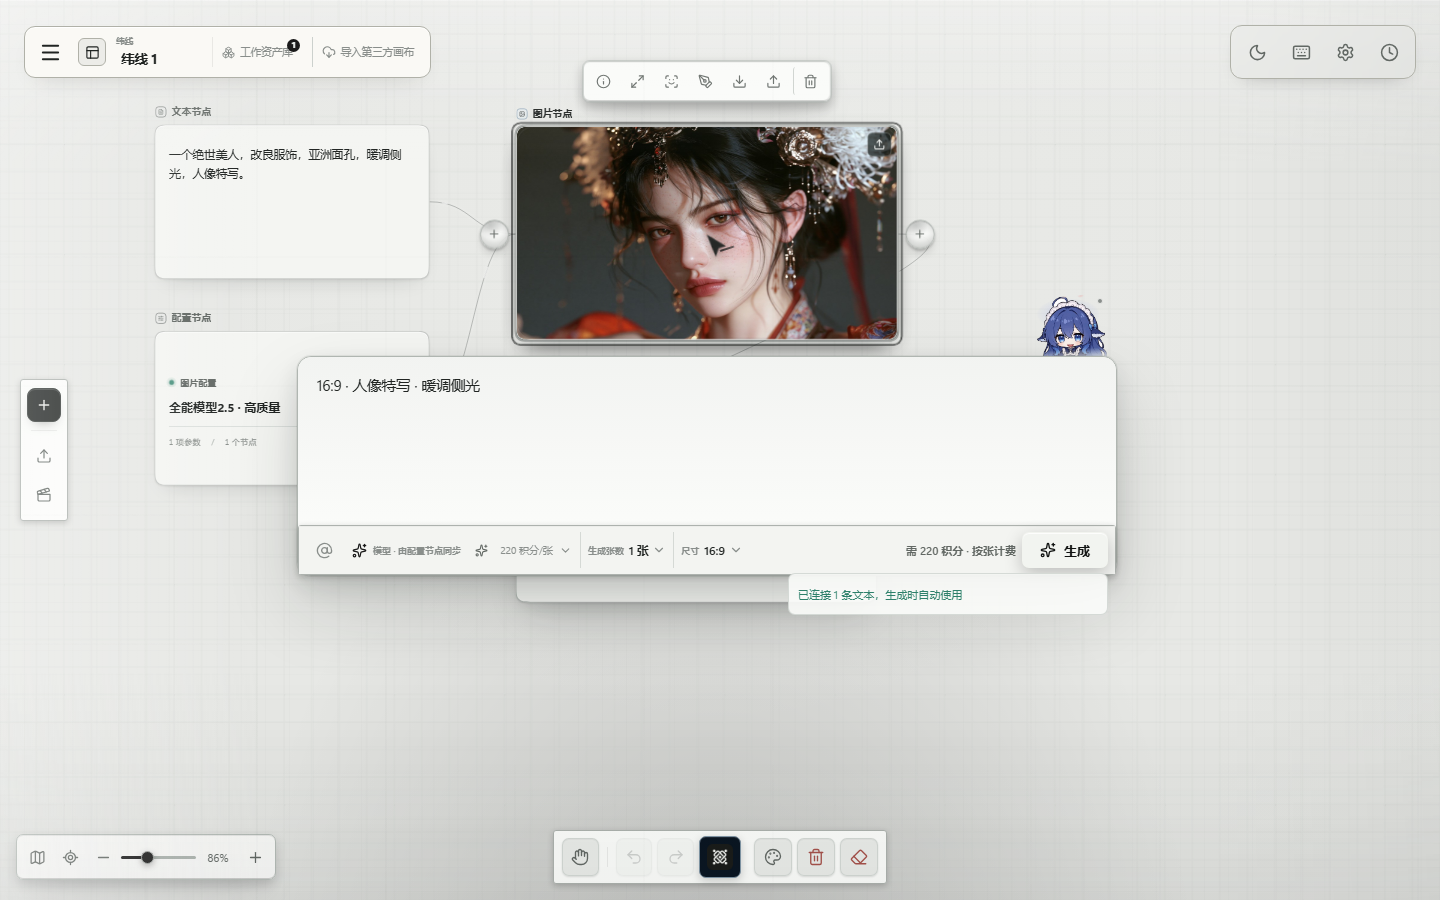 纬线
纬线 1
工作资产库
1
导入第三方画布
文本节点
一个绝世美人，改良服饰，亚洲面孔，暖调侧
光，人像特写。
图片节点
配置节点
图片配置
全能模型2.5 · 高质量
1 项参数 / 1 个节点
16:9 · 人像特写 · 暖调侧光
模型 · 由配置节点同步
220 积分/张
生成张数 1 张
尺寸 16:9
需 220 积分 · 按张计费
生成
已连接 1 条文本，生成时自动使用
86%